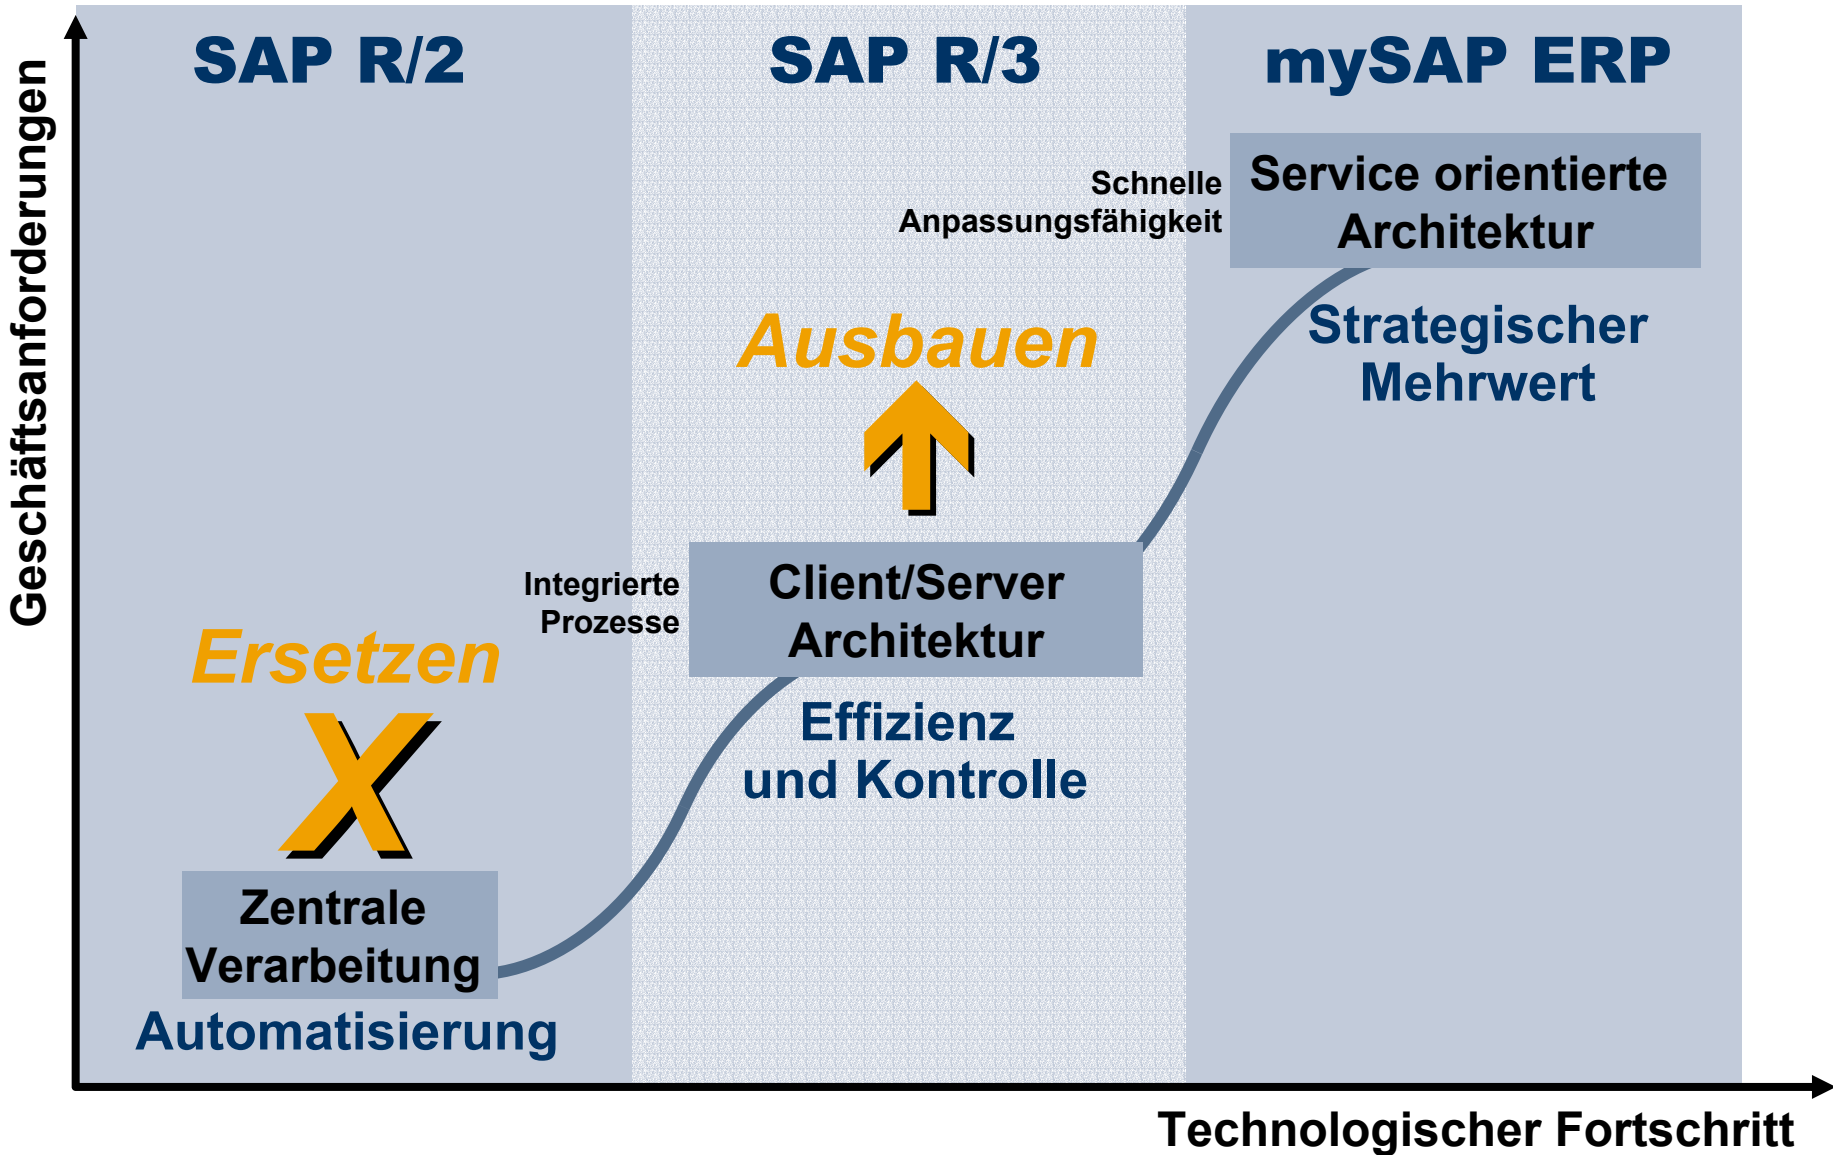 SAP R/2
SAP R/3
mySAP ERP
Geschäftsanforderungen
Schnelle
Anpassungsfähigkeit
Service orientierte
Architektur
Strategischer
Mehrwert
Ausbauen
Integrierte
Prozesse
Client/Server
Architektur
Effizienz
und Kontrolle
Ersetzen
X
Zentrale
Verarbeitung
Automatisierung
Technologischer Fortschritt